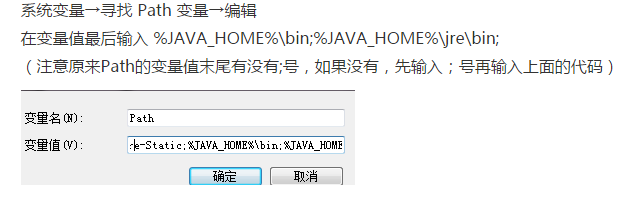 系统变量→寻找 Path 变量→编辑
在变量值最后输入 %JAVA_HOME%\bin;%JAVA_HOME%\jre\bin;
（注意原来Path的变量值末尾有没有;号，如果没有，先输入；号再输入上面的代码）
变量名(N): Path
变量值(V): e-Static;%JAVA_HOME%\bin;%JAVA_HOME
确定 取消